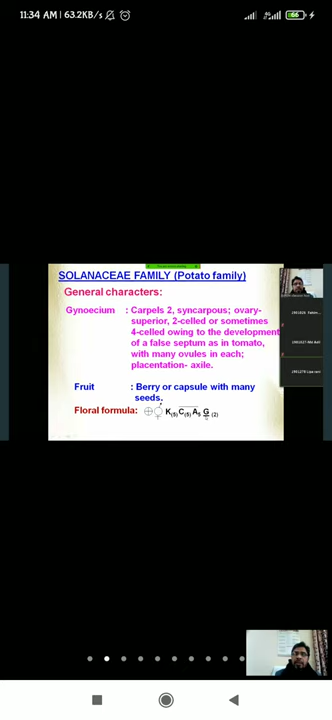 11:34 AM | 63.2KB/s
66
SOLANACEAE FAMILY (Potato family)
General characters:
Gynoecium : Carpels 2, syncarpous; ovary-
superior, 2-celled or sometimes
4-celled owing to the development
of a false septum as in tomato,
with many ovules in each;
placentation- axile.
Fruit : Berry or capsule with many
seeds.
Floral formula: ⊕ ⚥ K(5) C(5) A5 G (2)